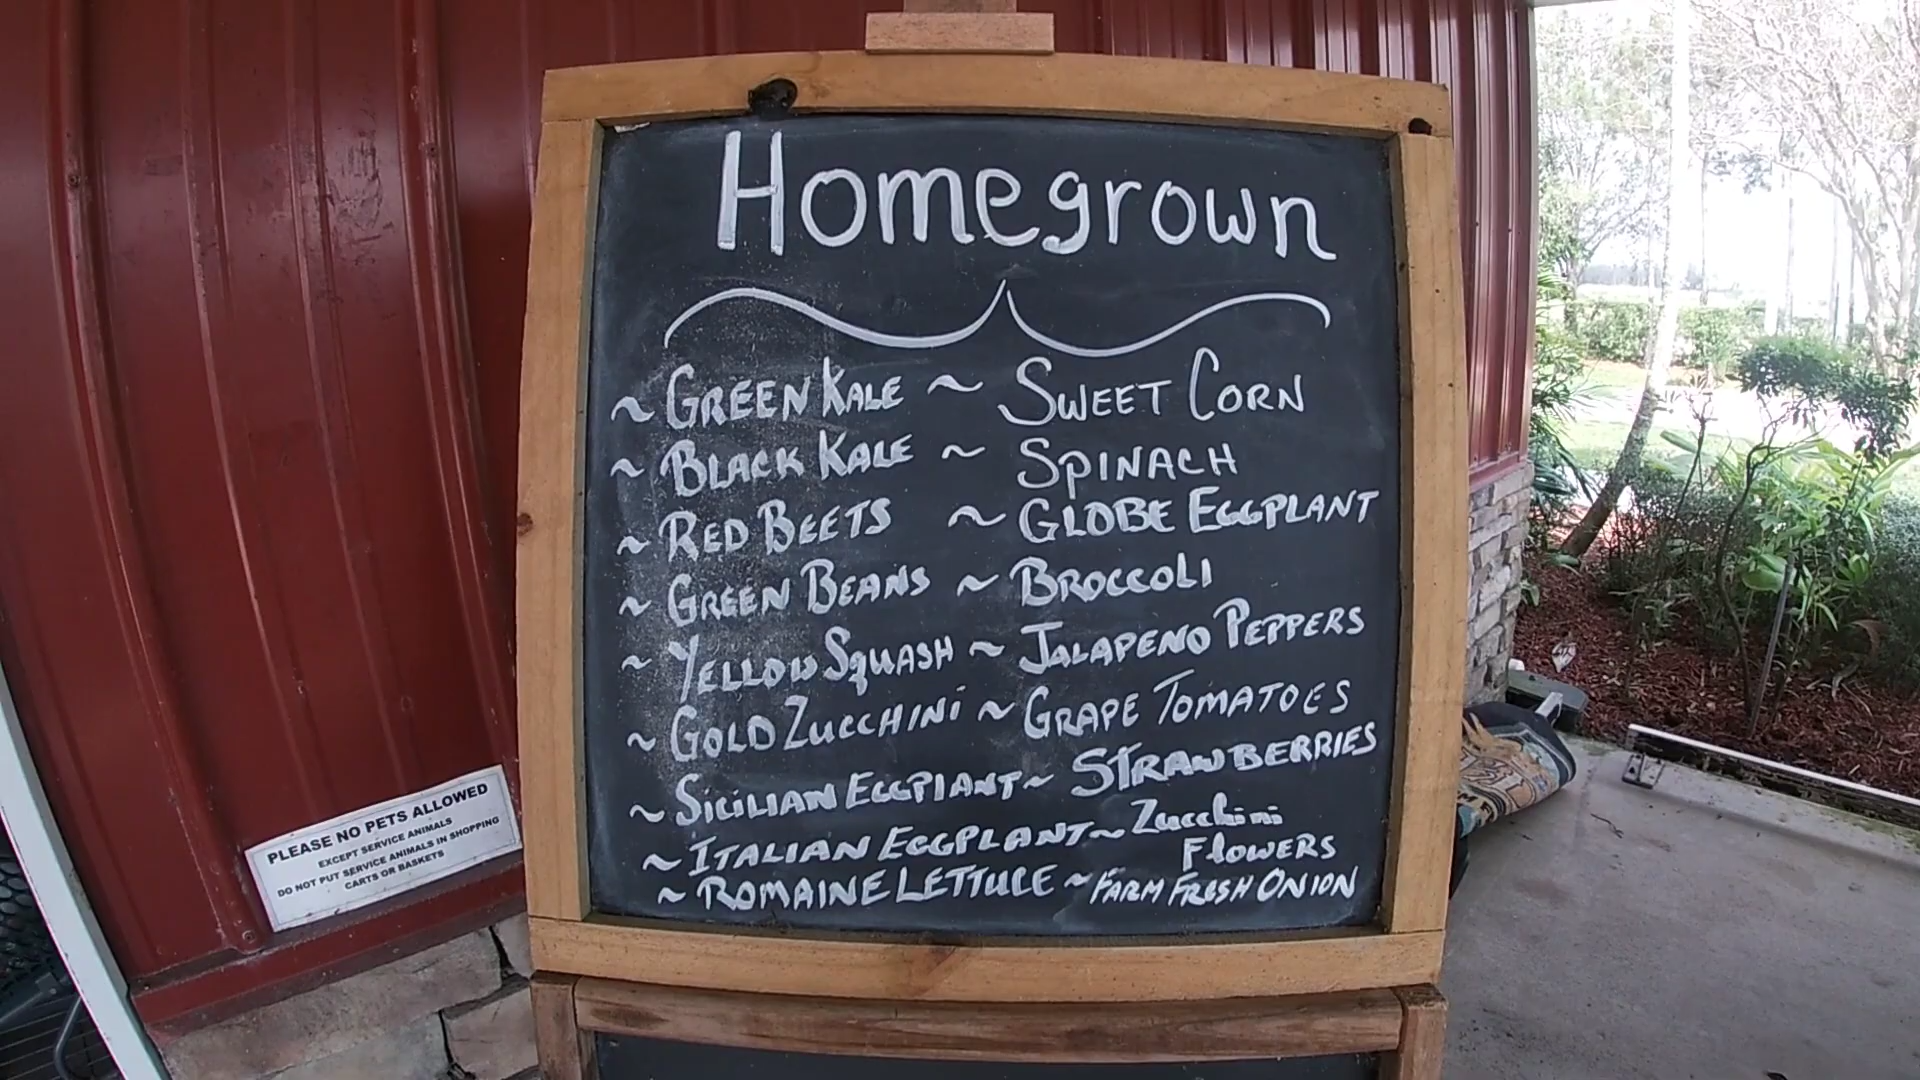 Homegrown
~ GREEN KALE ~ SWEET CORN
~ BLACK KALE ~ SPINACH
~ RED BEETS ~ GLOBE EGGPLANT
~ GREEN BEANS ~ BROCCOLI
~ YELLOW SQUASH ~ JALAPENO PEPPERS
~ GOLD ZUCCHINI ~ GRAPE TOMATOES
~ SICILIAN EGGPLANT ~ STRAWBERRIES
~ ITALIAN EGGPLANT ~ Zucchini
FLOWERS
~ ROMAINE LETTUCE ~ FARM FRESH ONION
PLEASE NO PETS ALLOWED
EXCEPT SERVICE ANIMALS
DO NOT PUT SERVICE ANIMALS IN SHOPPING
CARTS OR BASKETS